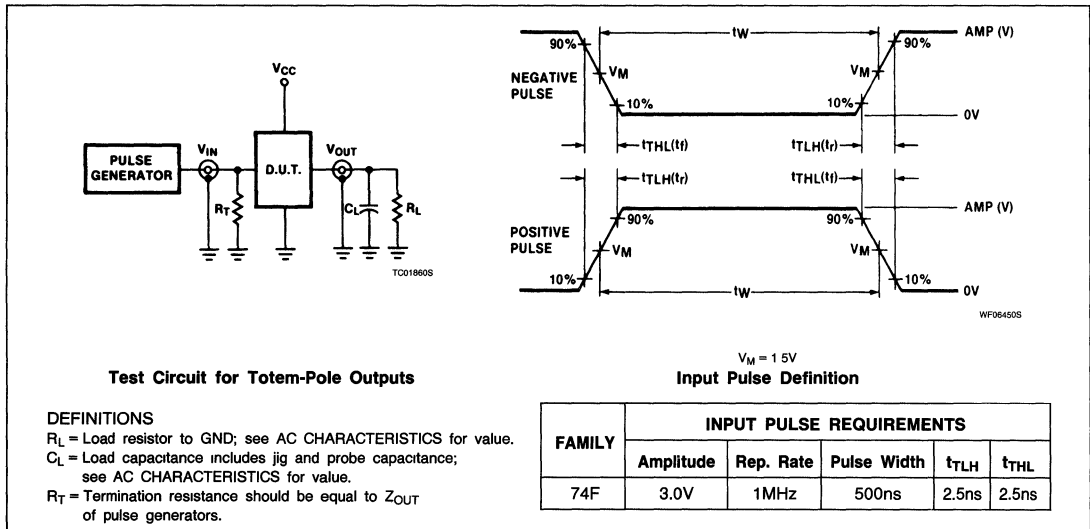 VCC
VIN
VOUT
PULSE
GENERATOR
D.U.T.
RT
CL
RL
TC01860S
Test Circuit for Totem-Pole Outputs
DEFINITIONS
RL = Load resistor to GND; see AC CHARACTERISTICS for value.
CL = Load capacitance includes jig and probe capacitance;
see AC CHARACTERISTICS for value.
RT = Termination resistance should be equal to ZOUT
of pulse generators.
90% tW 90% AMP (V)
NEGATIVE
PULSE
VM VM
10% 10%
0V
tTHL(tf) tTLH(tr)
tTLH(tr) tTHL(tf)
AMP (V)
90% 90%
POSITIVE
PULSE
VM VM
10% 10%
tW 0V
WF06450S
VM = 1 5V
Input Pulse Definition
FAMILY INPUT PULSE REQUIREMENTS
Amplitude Rep. Rate Pulse Width tTLH tTHL
74F 3.0V 1MHz 500ns 2.5ns 2.5ns